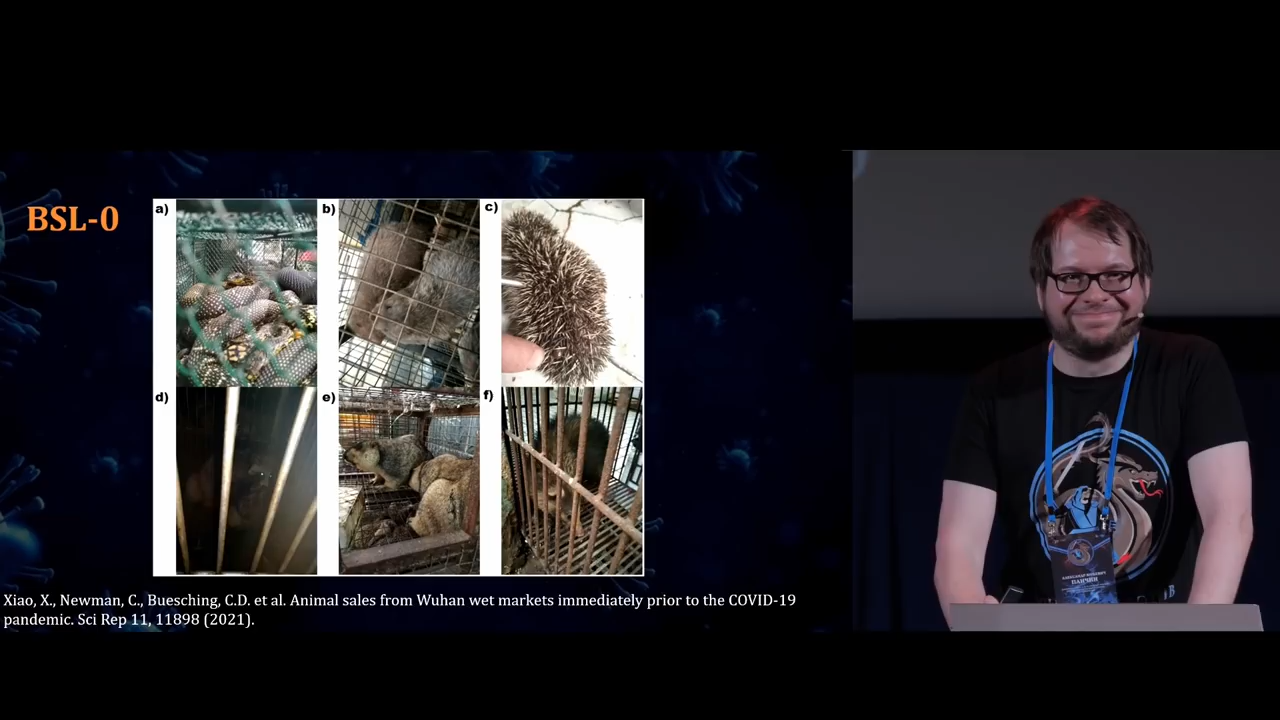 BSL-0
a)
b)
c)
d)
e)
f)
Xiao, X., Newman, C., Buesching, C.D. et al. Animal sales from Wuhan wet markets immediately prior to the COVID-19
pandemic. Sci Rep 11, 11898 (2021).
ПАНЧИН